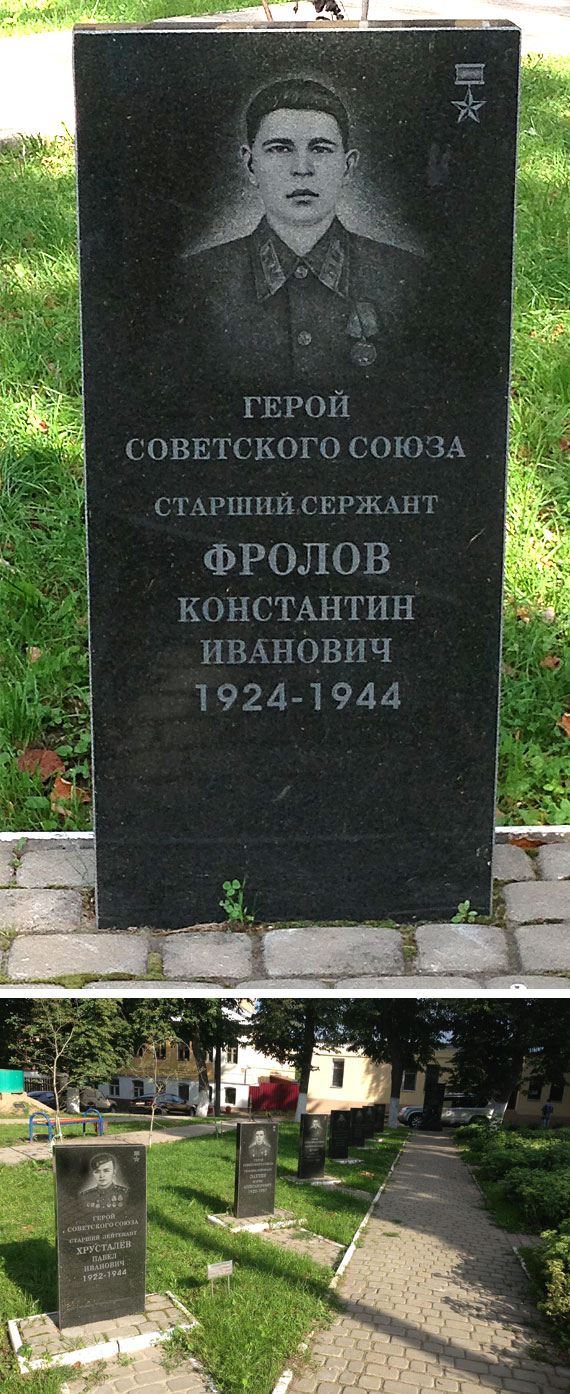 ГЕРОЙ
СОВЕТСКОГО СОЮЗА
СТАРШИЙ СЕРЖАНТ
ФРОЛОВ
КОНСТАНТИН
ИВАНОВИЧ
1924-1944
ГЕРОЙ
СОВЕТСКОГО СОЮЗА
СТАРШИЙ ЛЕЙТЕНАНТ
ХРУСТАЛЁВ
ПАВЕЛ
ИВАНОВИЧ
1922-1944
ГЕРОЙ